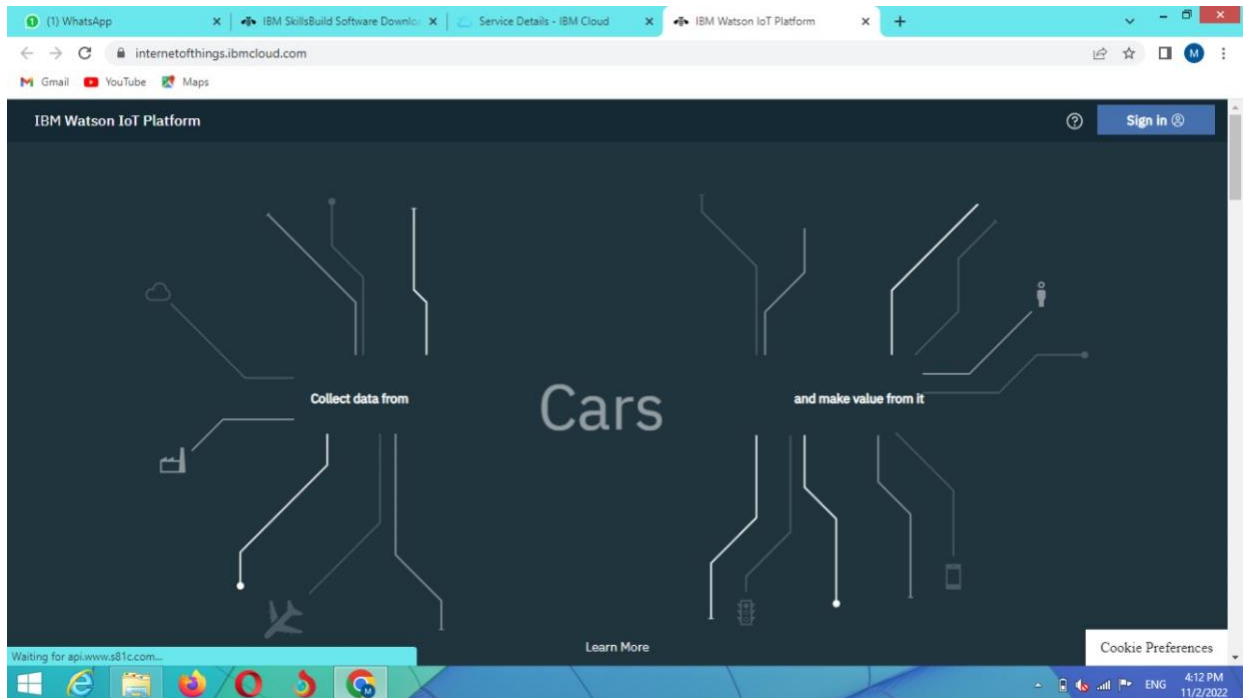 (1) WhatsApp
IBM SkillsBuild Software Downlo
Service Details - IBM Cloud
IBM Watson IoT Platform
internetofthings.ibmcloud.com
M
Gmail
YouTube
Maps
IBM Watson IoT Platform
Sign in
Collect data from
Cars
and make value from it
Learn More
Cookie Preferences
Waiting for api.www.s81c.com...
ENG
4:12 PM
11/2/2022